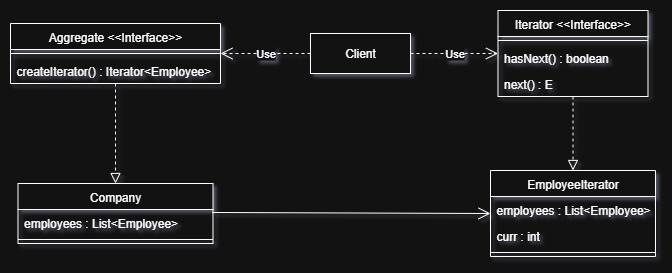 Aggregate <<Interface>>
createIterator() : Iterator<Employee>
Use
Client
Use
Iterator <<Interface>>
hasNext() : boolean
next() : E
Company
employees : List<Employee>
EmployeeIterator
employees : List<Employee>
curr : int